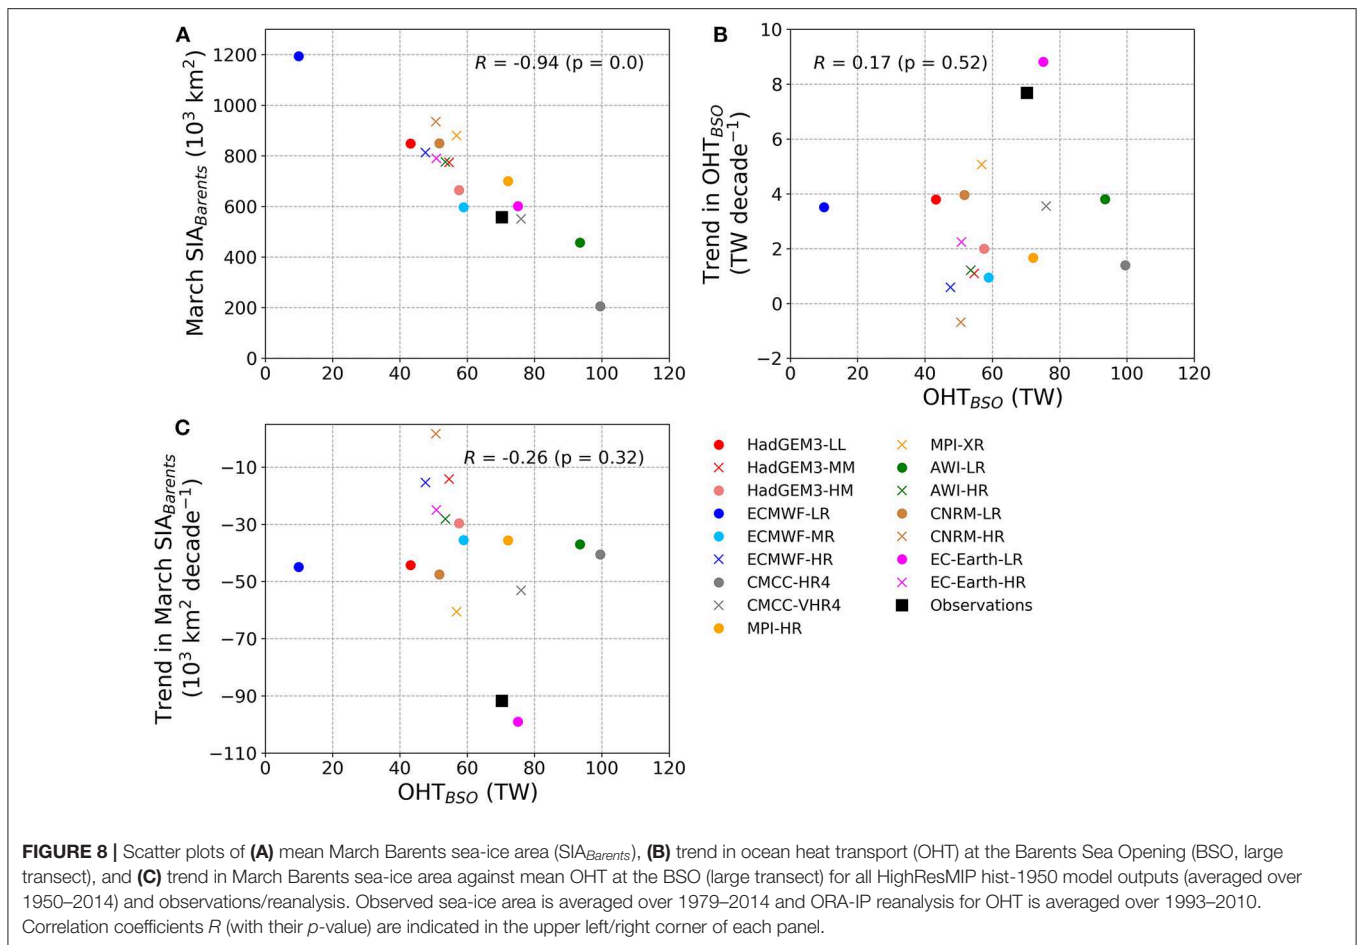 A
R = -0.94 (p = 0.0)
March SIA_Barents (10³ km²)
1200
1000
800
600
400
200
0
0 20 40 60 80 100 120
B
R = 0.17 (p = 0.52)
Trend in OHT_BSO
(TW decade⁻¹)
10
8
6
4
2
0
−2
0 20 40 60 80 100 120
OHT_BSO (TW)
C
R = -0.26 (p = 0.32)
Trend in March SIA_Barents
(10³ km² decade⁻¹)
−10
−30
−50
−70
−90
−110
0 20 40 60 80 100 120
OHT_BSO (TW)
HadGEM3-LL
HadGEM3-MM
HadGEM3-HM
ECMWF-LR
ECMWF-MR
ECMWF-HR
CMCC-HR4
CMCC-VHR4
MPI-HR
MPI-XR
AWI-LR
AWI-HR
CNRM-LR
CNRM-HR
EC-Earth-LR
EC-Earth-HR
Observations
FIGURE 8 | Scatter plots of (A) mean March Barents sea-ice area (SIA_Barents), (B) trend in ocean heat transport (OHT) at the Barents Sea Opening (BSO, large
transect), and (C) trend in March Barents sea-ice area against mean OHT at the BSO (large transect) for all HighResMIP hist-1950 model outputs (averaged over
1950–2014) and observations/reanalysis. Observed sea-ice area is averaged over 1979–2014 and ORA-IP reanalysis for OHT is averaged over 1993–2010.
Correlation coefficients R (with their p-value) are indicated in the upper left/right corner of each panel.